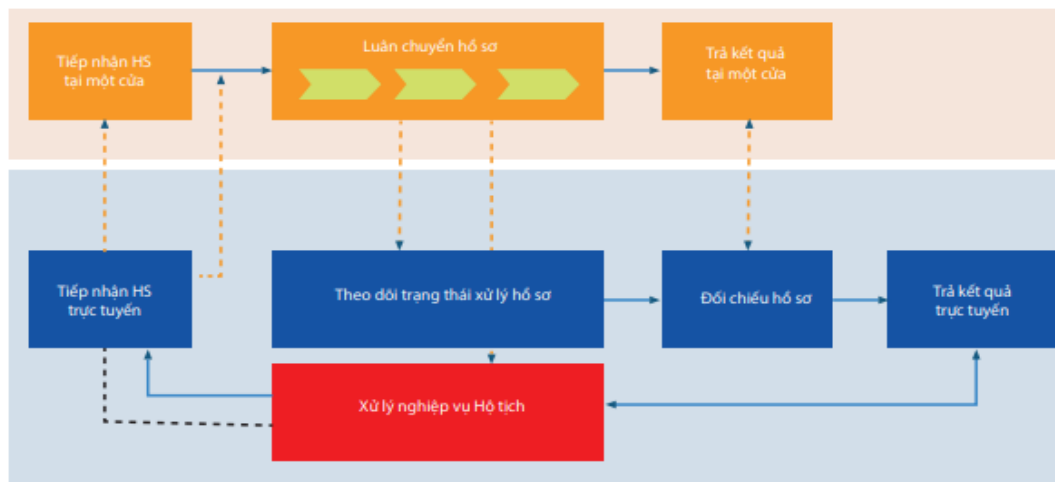 Tiếp nhận HS
tại một cửa
Luân chuyển hồ sơ
Trả kết quả
tại một cửa
Tiếp nhận HS
trực tuyến
Theo dõi trạng thái xử lý hồ sơ
Đối chiếu hồ sơ
Trả kết quả
trực tuyến
Xử lý nghiệp vụ Hộ tịch